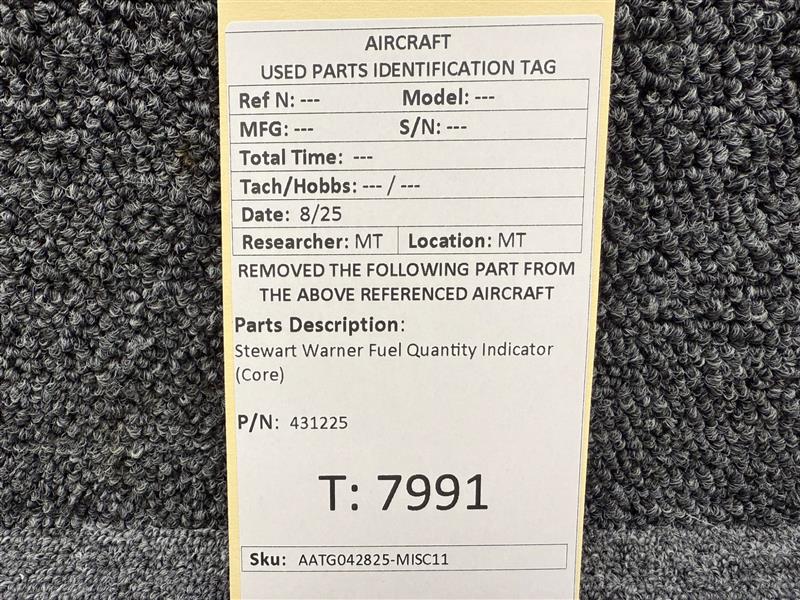 AIRCRAFT
USED PARTS IDENTIFICATION TAG
Ref N: --- Model: ---
MFG: --- S/N: ---
Total Time: ---
Tach/Hobbs: --- / ---
Date: 8/25
Researcher: MT Location: MT
REMOVED THE FOLLOWING PART FROM
THE ABOVE REFERENCED AIRCRAFT
Parts Description:
Stewart Warner Fuel Quantity Indicator
(Core)
P/N: 431225
T: 7991
Sku: AATG042825-MISC11